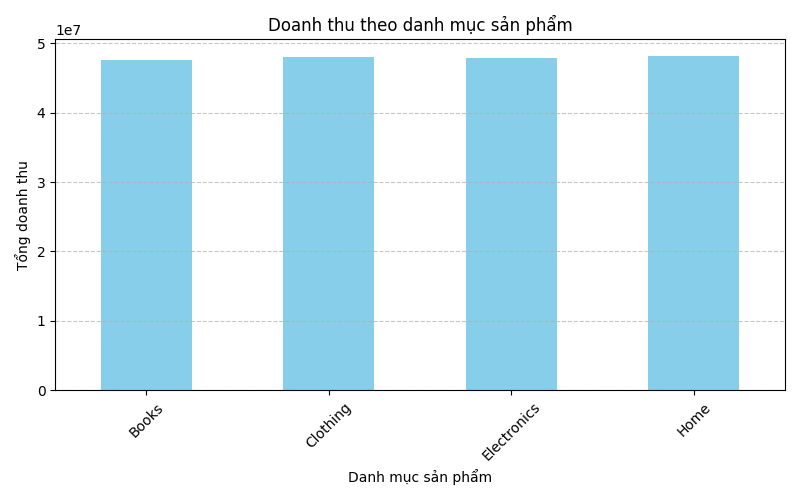 Doanh thu theo danh mục sản phẩm
1e7
5
4
3
2
1
0
Tổng doanh thu
Books
Clothing
Electronics
Home
Danh mục sản phẩm